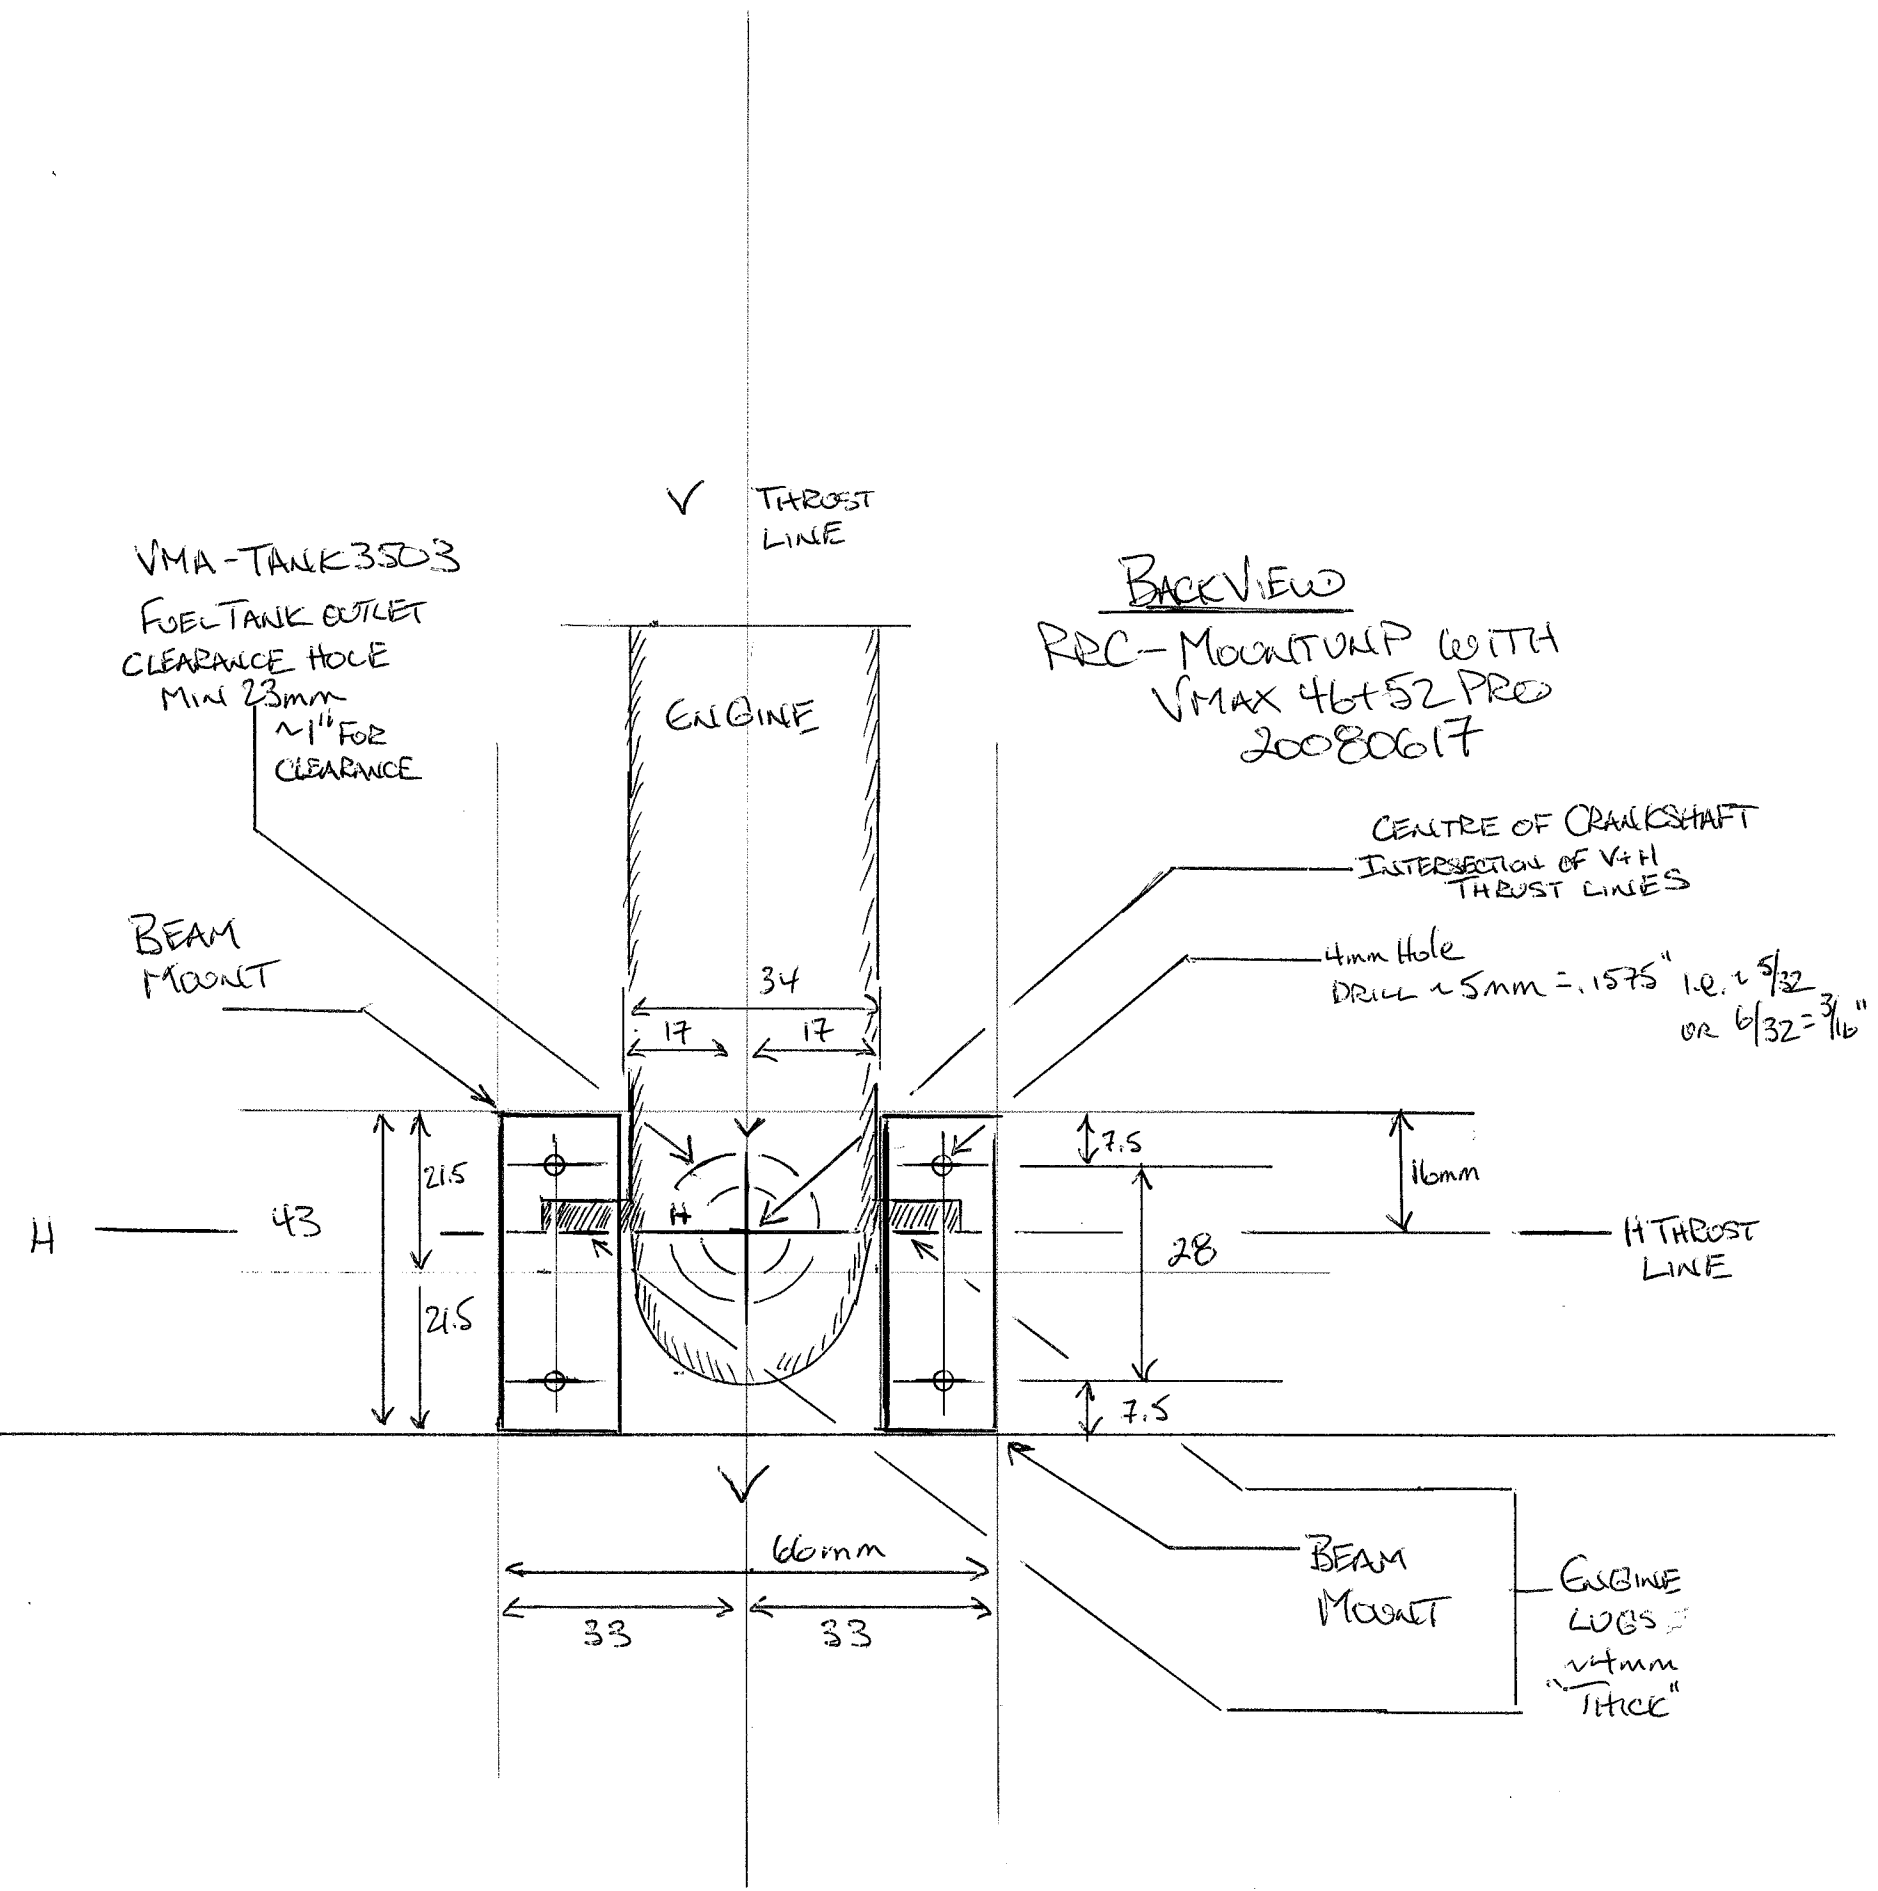 V THRUST
LINE
VMA-TANK3503
FUEL TANK OUTLET
CLEARANCE HOLE
MIN 23mm
~1" FOR
CLEARANCE
BACKVIEW
RRC-MOUNTUNP WITH
VMAX 46+52 PRO
20080617
ENGINE
CENTRE OF CRANKSHAFT
INTERSECTION OF V+H
THRUST LINES
BEAM
MOUNT
4mm Hole
DRILL ~5mm = .1575" i.e. ~ 5/32
OR 6/32 = 3/16"
34
17 17
7.5
16mm
21.5
43
H
H
28
H THRUST
LINE
21.5
7.5
V
66mm
33 33
BEAM
MOUNT
ENGINE
LUGS
~4mm
"THICK"